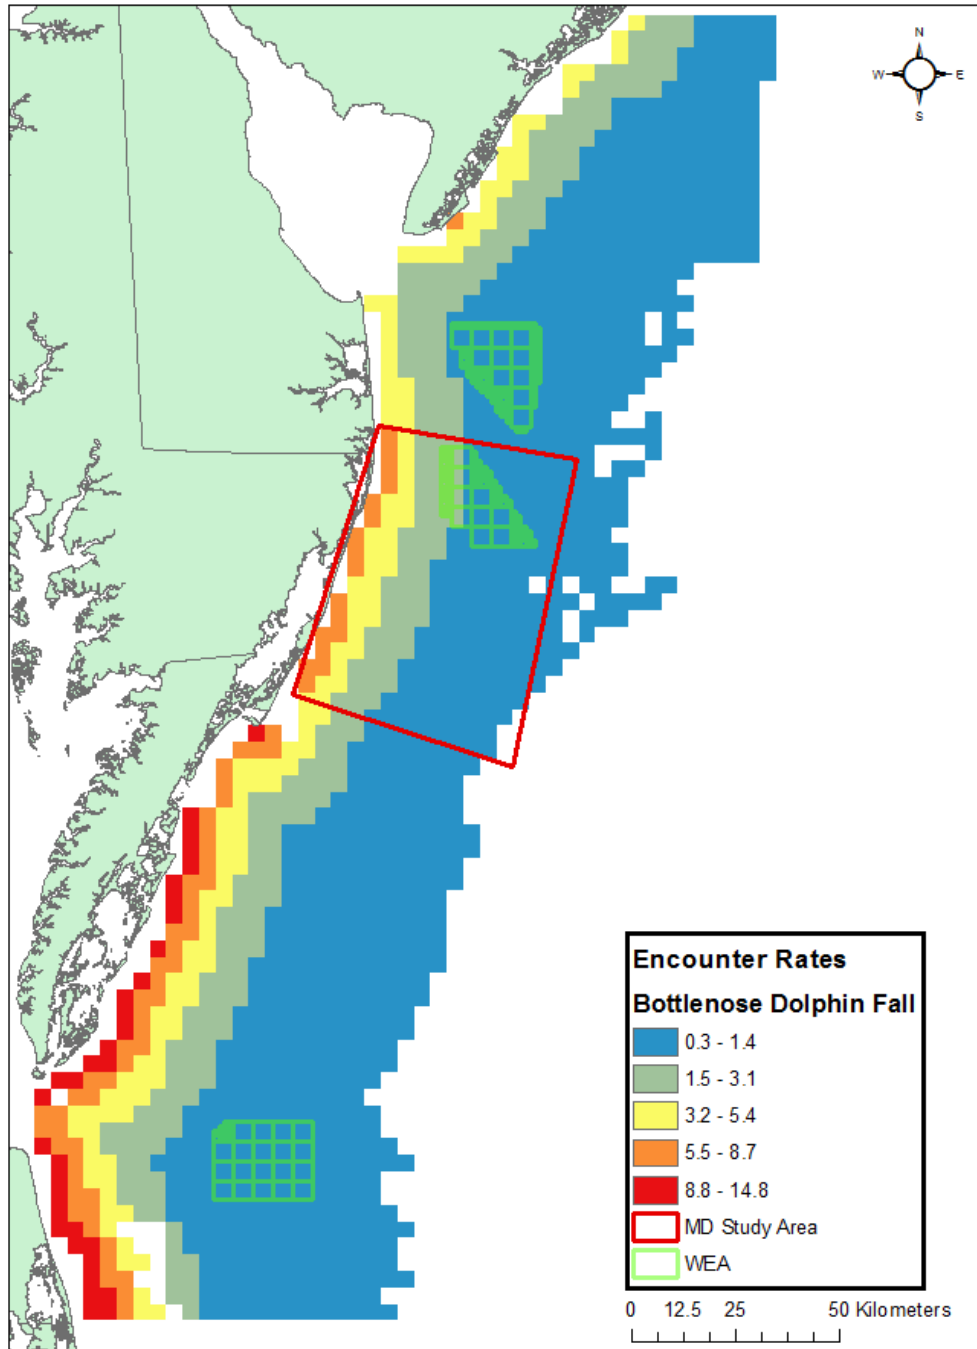 N
W E
S
Encounter Rates
Bottlenose Dolphin Fall
0.3 - 1.4
1.5 - 3.1
3.2 - 5.4
5.5 - 8.7
8.8 - 14.8
MD Study Area
WEA
0 12.5 25 50 Kilometers